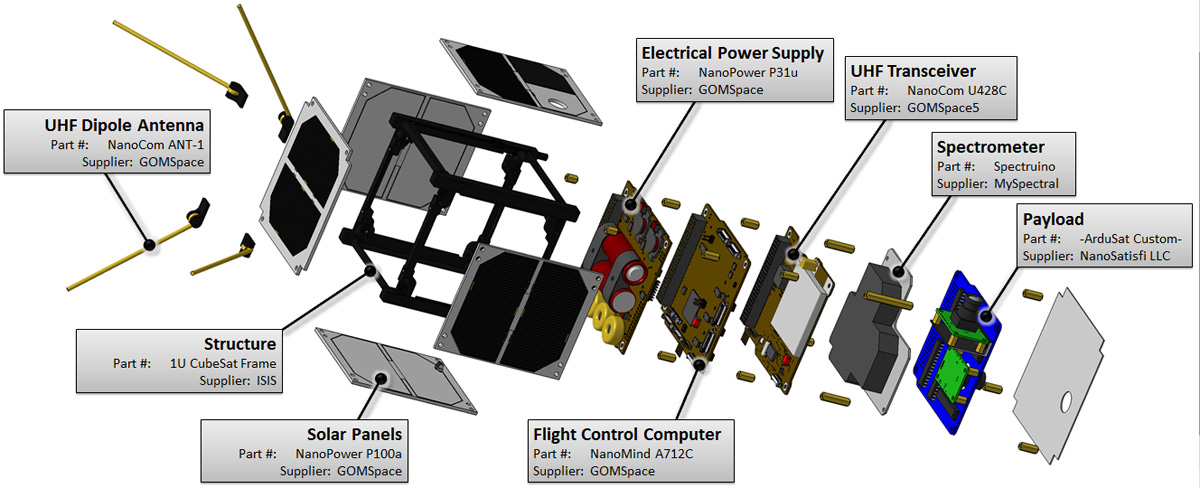 Electrical Power Supply
Part #: NanoPower P31u
Supplier: GOMSpace
UHF Transceiver
Part #: NanoCom U428C
Supplier: GOMSpace5
UHF Dipole Antenna
Part #: NanoCom ANT-1
Supplier: GOMSpace
Spectrometer
Part #: Spectruino
Supplier: MySpectral
Payload
Part #: -ArduSat Custom-
Supplier: NanoSatisfi LLC
Structure
Part #: 1U CubeSat Frame
Supplier: ISIS
Solar Panels
Part #: NanoPower P100a
Supplier: GOMSpace
Flight Control Computer
Part #: NanoMind A712C
Supplier: GOMSpace